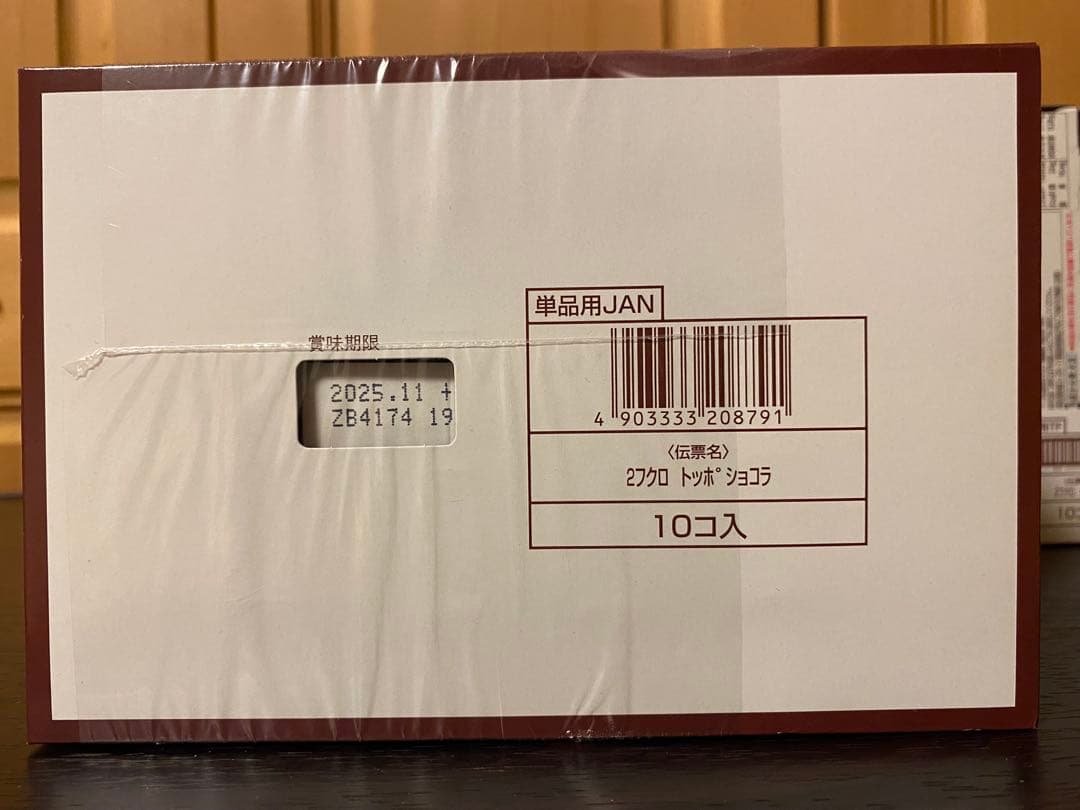 単品用JAN
賞味期限
2025.11 +
ZB4174 19
4 903333 208791
〈伝票名〉
2フクロ トッポショコラ
10コ入